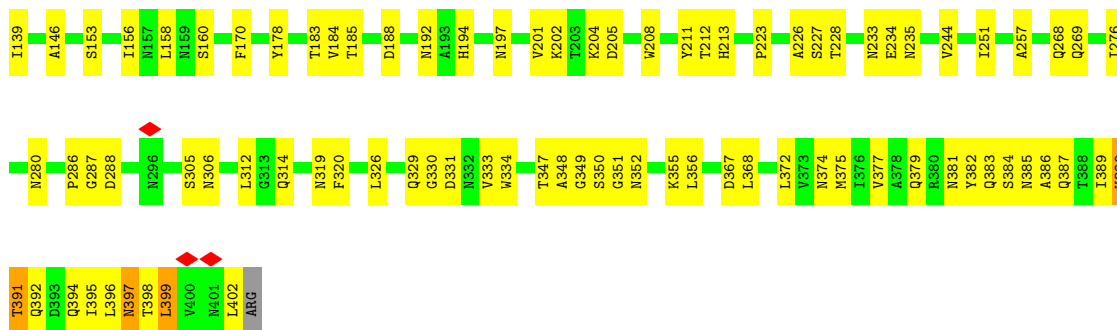 I139 A146 S153 I156 N157 L158 N159 S160 F170 Y178 T183 V184 T185 D188 N192 A193 H194 N197 V201 K202 T203 K204 D205 W208 Y211 T212 H213 P223 A226 S227 T228 N233 E234 N235 V244 I251 A257 Q268 Q269
N280 P286 G287 D288 N296 S305 N306 L312 G313 Q314 N319 F320 L326 Q329 G330 D331 N332 V333 W334 T347 A348 G349 S350 G351 N352 K355 L356 D367 L368 L372 V373 N374 M375 I376 V377 A378 Q379 R380 N381 Y382 Q383 S384 N385 A386 Q387 T388 I389
T391 Q392 D393 Q394 I395 L396 N397 T398 L399 V400 N401 L402 ARG